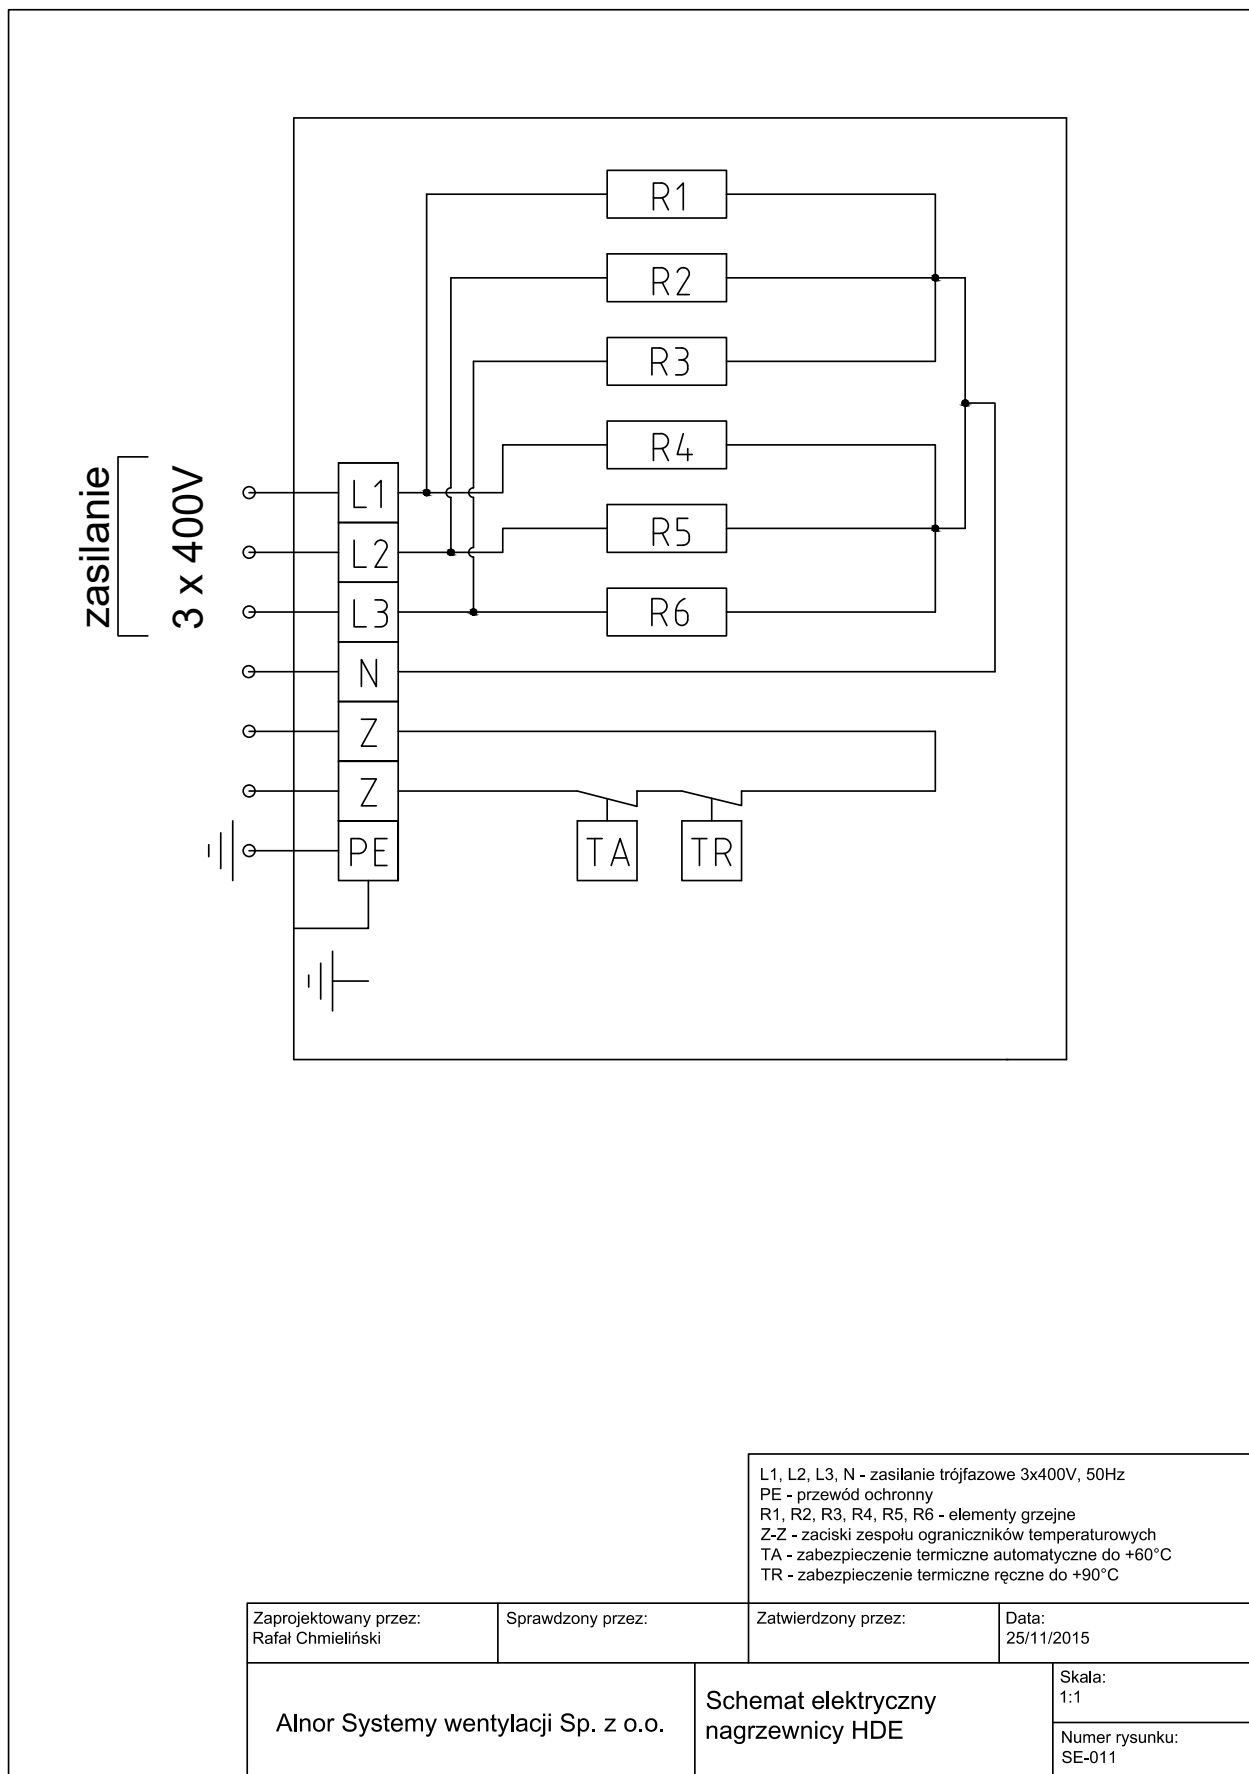 R1
R2
R3
R4
R5
R6
zasilanie
3 x 400V
L1
L2
L3
N
Z
Z
PE
TA
TR
L1, L2, L3, N - zasilanie trójfazowe 3x400V, 50Hz
PE - przewód ochronny
R1, R2, R3, R4, R5, R6 - elementy grzejne
Z-Z - zaciski zespołu ograniczników temperaturowych
TA - zabezpieczenie termiczne automatyczne do +60°C
TR - zabezpieczenie termiczne ręczne do +90°C
Zaprojektowany przez:
Rafał Chmieliński
Sprawdzony przez:
Zatwierdzony przez:
Data:
25/11/2015
Alnor Systemy wentylacji Sp. z o.o.
Schemat elektryczny
nagrzewnicy HDE
Skala:
1:1
Numer rysunku:
SE-011